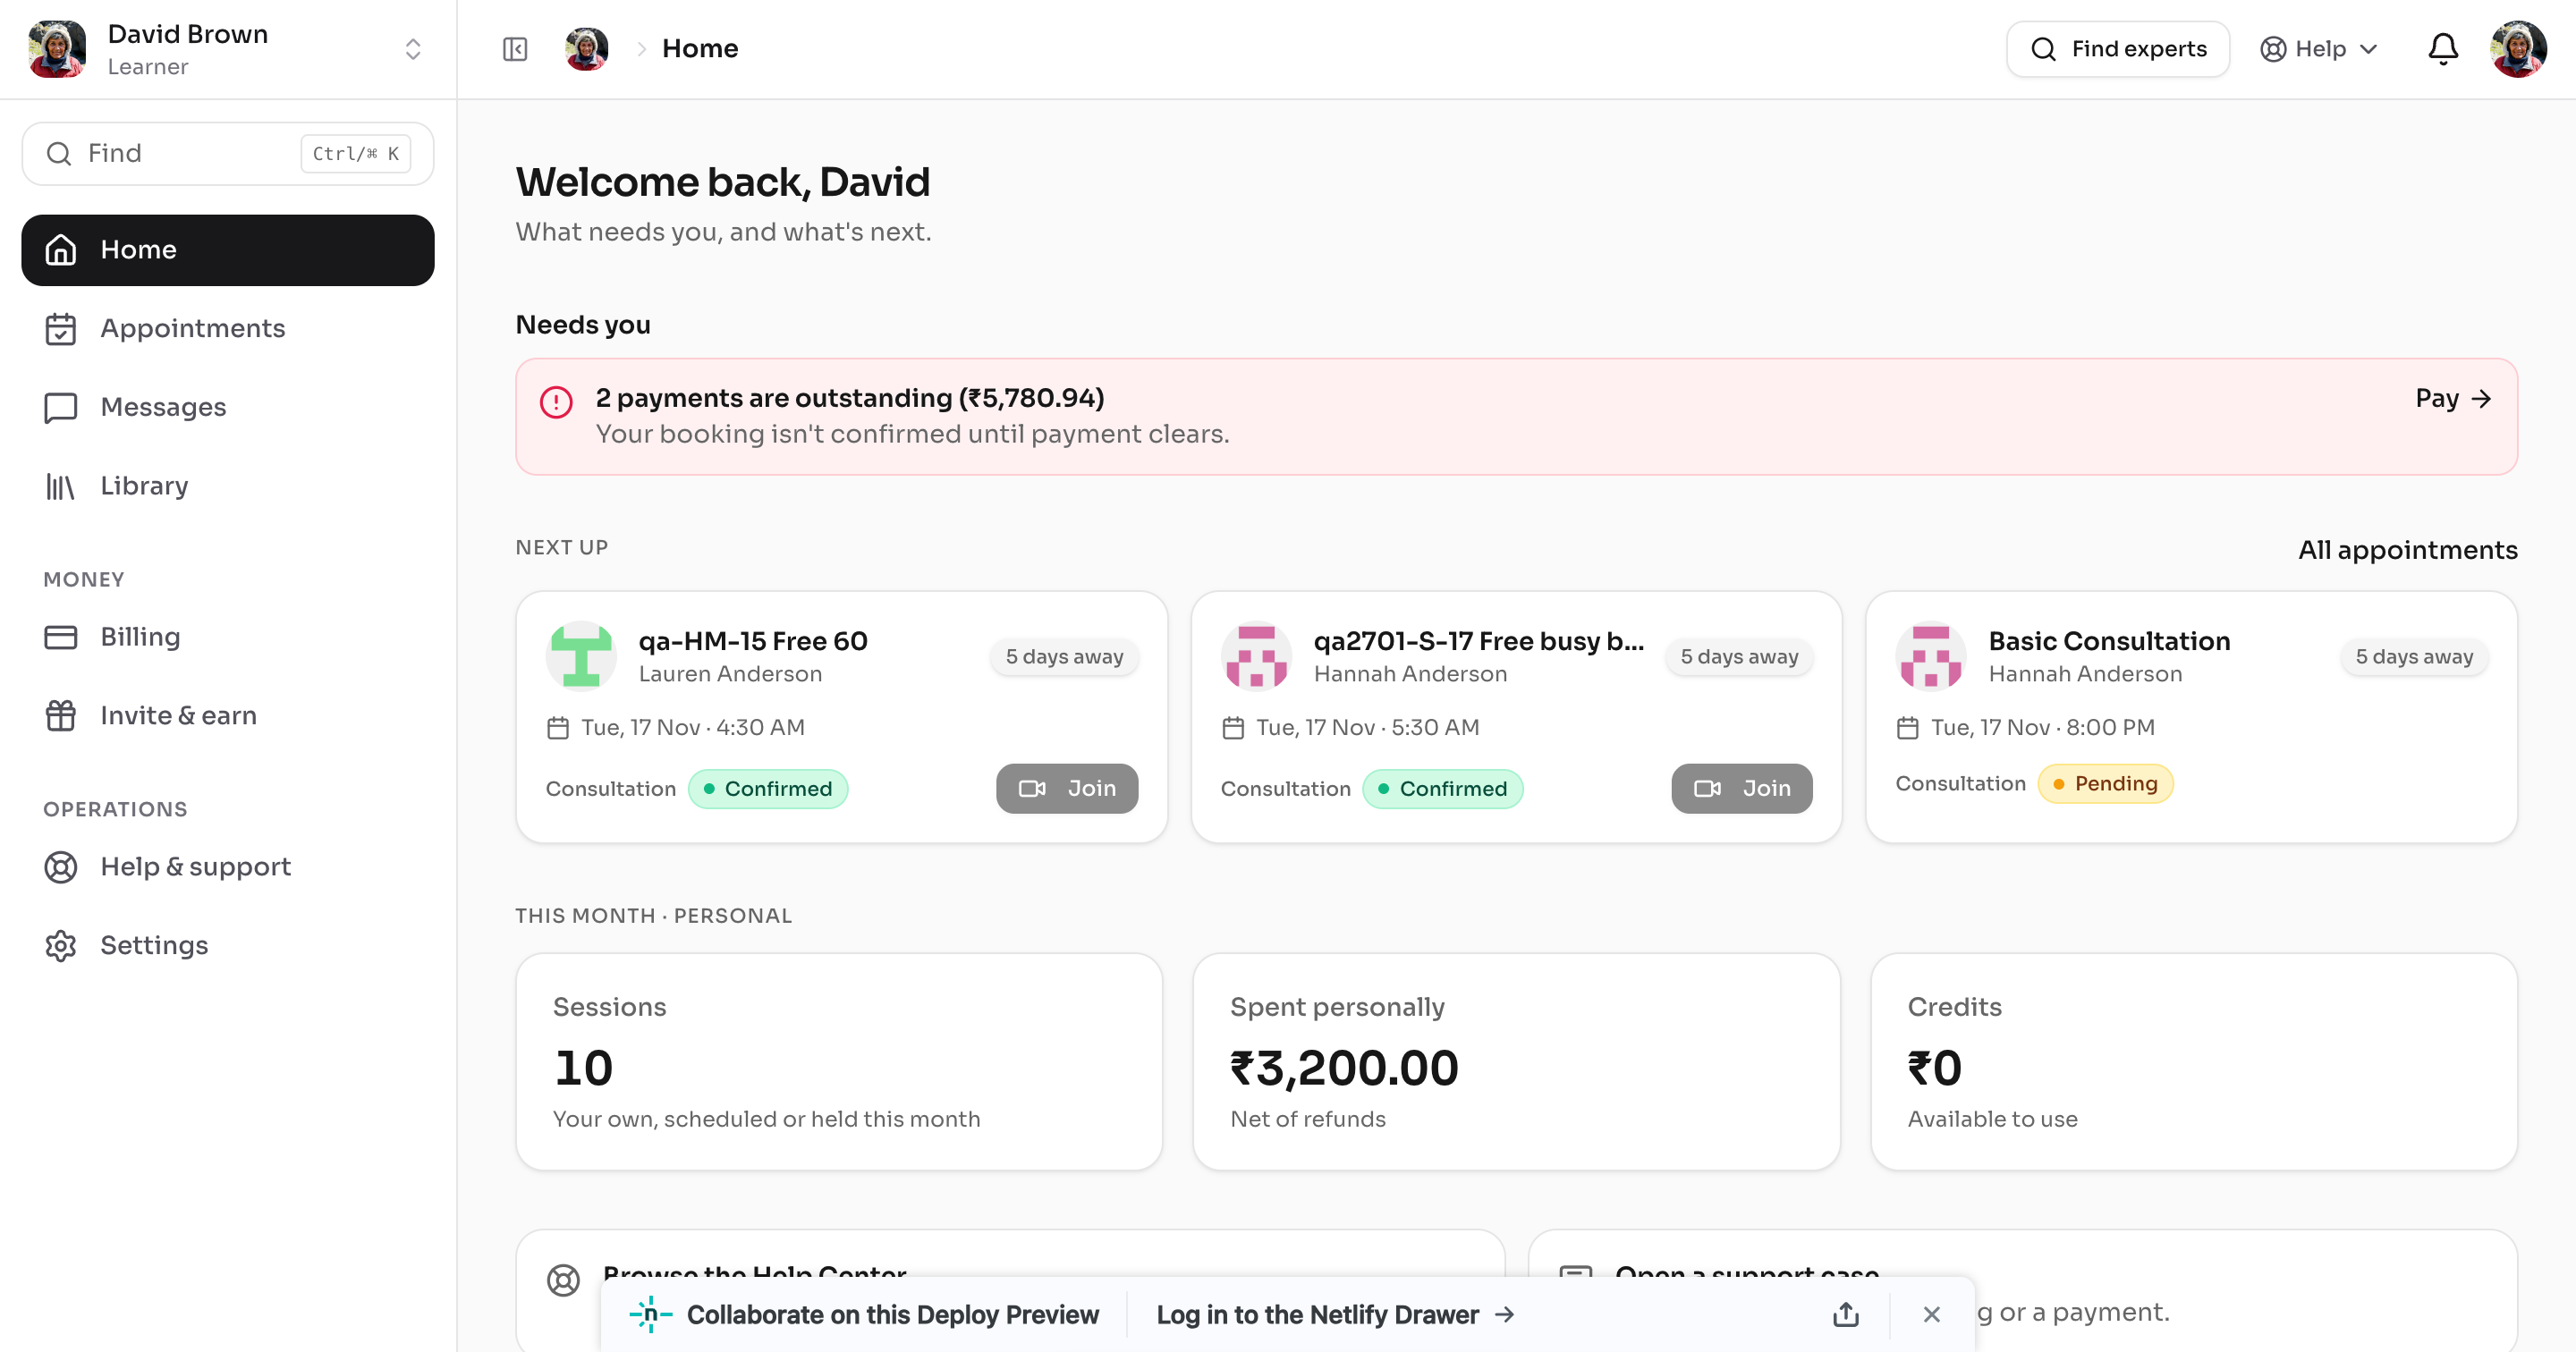 David Brown
Learner
Home
Find experts
Help
Find
Ctrl/⌘ K
Home
Appointments
Messages
Library
MONEY
Billing
Invite & earn
OPERATIONS
Help & support
Settings
Welcome back, David
What needs you, and what's next.
Needs you
2 payments are outstanding (₹5,780.94)
Your booking isn't confirmed until payment clears.
Pay →
NEXT UP
All appointments
qa-HM-15 Free 60
Lauren Anderson
5 days away
Tue, 17 Nov · 4:30 AM
Consultation
Confirmed
Join
qa2701-S-17 Free busy b...
Hannah Anderson
5 days away
Tue, 17 Nov · 5:30 AM
Consultation
Confirmed
Join
Basic Consultation
Hannah Anderson
5 days away
Tue, 17 Nov · 8:00 PM
Consultation
Pending
THIS MONTH · PERSONAL
Sessions
10
Your own, scheduled or held this month
Spent personally
₹3,200.00
Net of refunds
Credits
₹0
Available to use
Browse the Help Center
Open a support case
g or a payment.
Collaborate on this Deploy Preview
Log in to the Netlify Drawer →